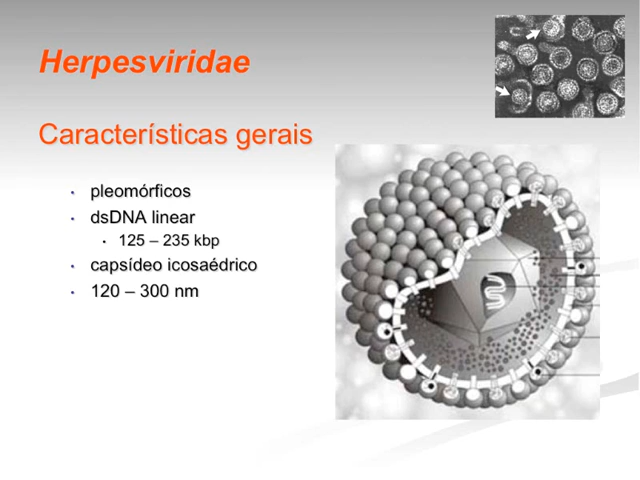 Herpesviridae
Características gerais
• pleomórficos
• dsDNA linear
• 125 – 235 kbp
• capsídeo icosaédrico
• 120 – 300 nm